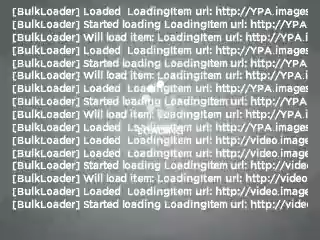 [BulkLoader] Loaded LoadingItem url: http://YPA.images
[BulkLoader] Started loading LoadingItem url: http://YPA
[BulkLoader] Will load item: LoadingItem url: http://YPA.i
[BulkLoader] Loaded LoadingItem url: http://YPA.images
[BulkLoader] Started loading LoadingItem url: http://YPA
[BulkLoader] Will load item: LoadingItem url: http://YPA.i
[BulkLoader] Loaded LoadingItem url: http://YPA.images
[BulkLoader] Started loading LoadingItem url: http://YPA
[BulkLoader] Will load item: LoadingItem url: http://YPA.i
[BulkLoader] Loaded LoadingItem url: http://YPA.images
LOADING
[BulkLoader] Loaded LoadingItem url: http://video.image
[BulkLoader] Loaded LoadingItem url: http://video.image
[BulkLoader] Started loading LoadingItem url: http://vide
[BulkLoader] Will load item: LoadingItem url: http://video
[BulkLoader] Loaded LoadingItem url: http://video.image
[BulkLoader] Started loading LoadingItem url: http://vide